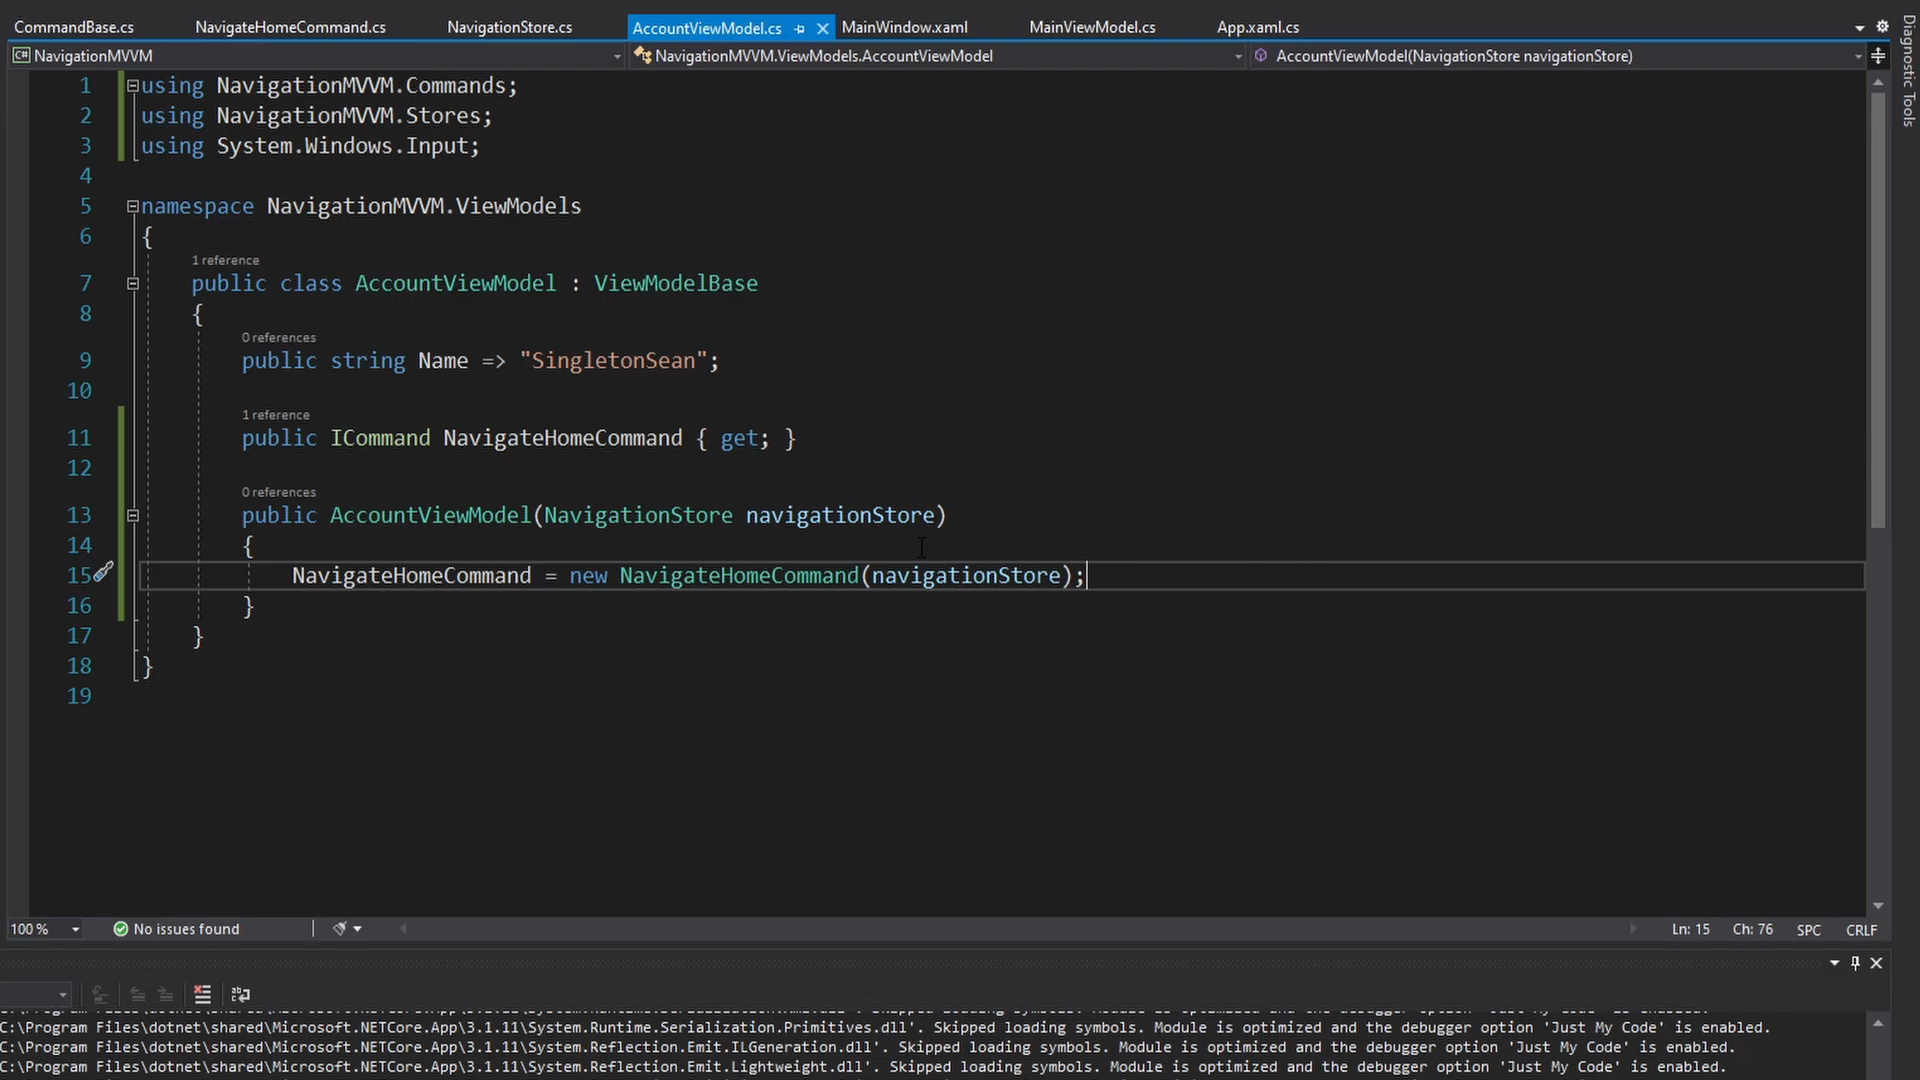 CommandBase.cs NavigateHomeCommand.cs NavigationStore.cs AccountViewModel.cs MainWindow.xaml MainViewModel.cs App.xaml.cs
C# NavigationMVVM NavigationMVVM.ViewModels.AccountViewModel AccountViewModel(NavigationStore navigationStore)
Diagnostic Tools
1 using NavigationMVVM.Commands;
2 using NavigationMVVM.Stores;
3 using System.Windows.Input;
4
5 namespace NavigationMVVM.ViewModels
6 {
1 reference
7 public class AccountViewModel : ViewModelBase
8 {
0 references
9 public string Name => "SingletonSean";
10
1 reference
11 public ICommand NavigateHomeCommand { get; }
12
0 references
13 public AccountViewModel(NavigationStore navigationStore)
14 {
15 NavigateHomeCommand = new NavigateHomeCommand(navigationStore);
16 }
17 }
18 }
19
100 % No issues found Ln: 15 Ch: 76 SPC CRLF
C:\Program Files\dotnet\shared\Microsoft.NETCore.App\3.1.11\System.Runtime.Serialization.Primitives.dll'. Skipped loading symbols. Module is optimized and the debugger option 'Just My Code' is enabled.
C:\Program Files\dotnet\shared\Microsoft.NETCore.App\3.1.11\System.Reflection.Emit.ILGeneration.dll'. Skipped loading symbols. Module is optimized and the debugger option 'Just My Code' is enabled.
C:\Program Files\dotnet\shared\Microsoft.NETCore.App\3.1.11\System.Reflection.Emit.Lightweight.dll'. Skipped loading symbols. Module is optimized and the debugger option 'Just My Code' is enabled.